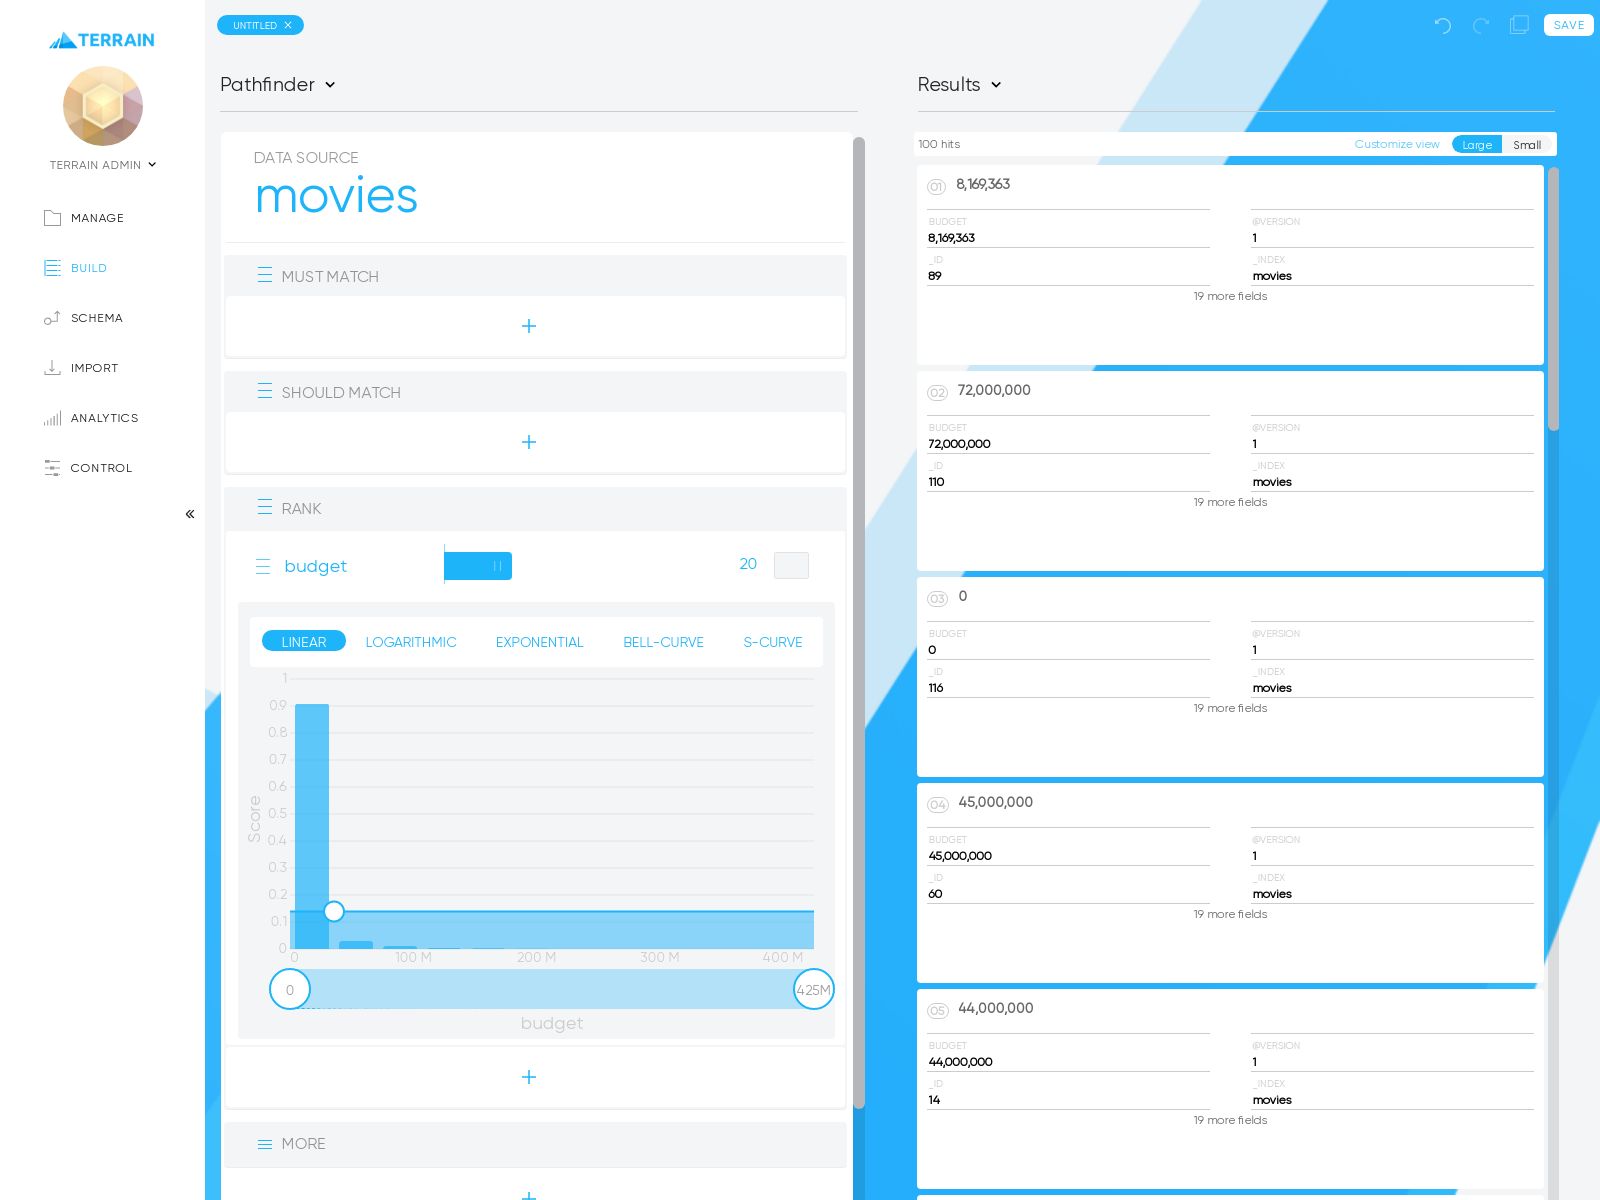 TERRAIN
TERRAIN ADMIN
MANAGE
BUILD
SCHEMA
IMPORT
ANALYTICS
CONTROL
UNTITLED
SAVE
Pathfinder
DATA SOURCE
movies
MUST MATCH
+
SHOULD MATCH
+
RANK
budget 20
LINEAR LOGARITHMIC EXPONENTIAL BELL-CURVE S-CURVE
1
0.9
0.8
0.7
0.6
0.5
0.4
0.3
0.2
0.1
0
Score
0 100 M 200 M 300 M 400 M
0 425M
budget
+
MORE
+
Results
100 hits Customize view Large Small
01 8,169,363
BUDGET @VERSION
8,169,363 1
_ID _INDEX
89 movies
19 more fields
02 72,000,000
BUDGET @VERSION
72,000,000 1
_ID _INDEX
110 movies
19 more fields
03 0
BUDGET @VERSION
0 1
_ID _INDEX
116 movies
19 more fields
04 45,000,000
BUDGET @VERSION
45,000,000 1
_ID _INDEX
60 movies
19 more fields
05 44,000,000
BUDGET @VERSION
44,000,000 1
_ID _INDEX
14 movies
19 more fields